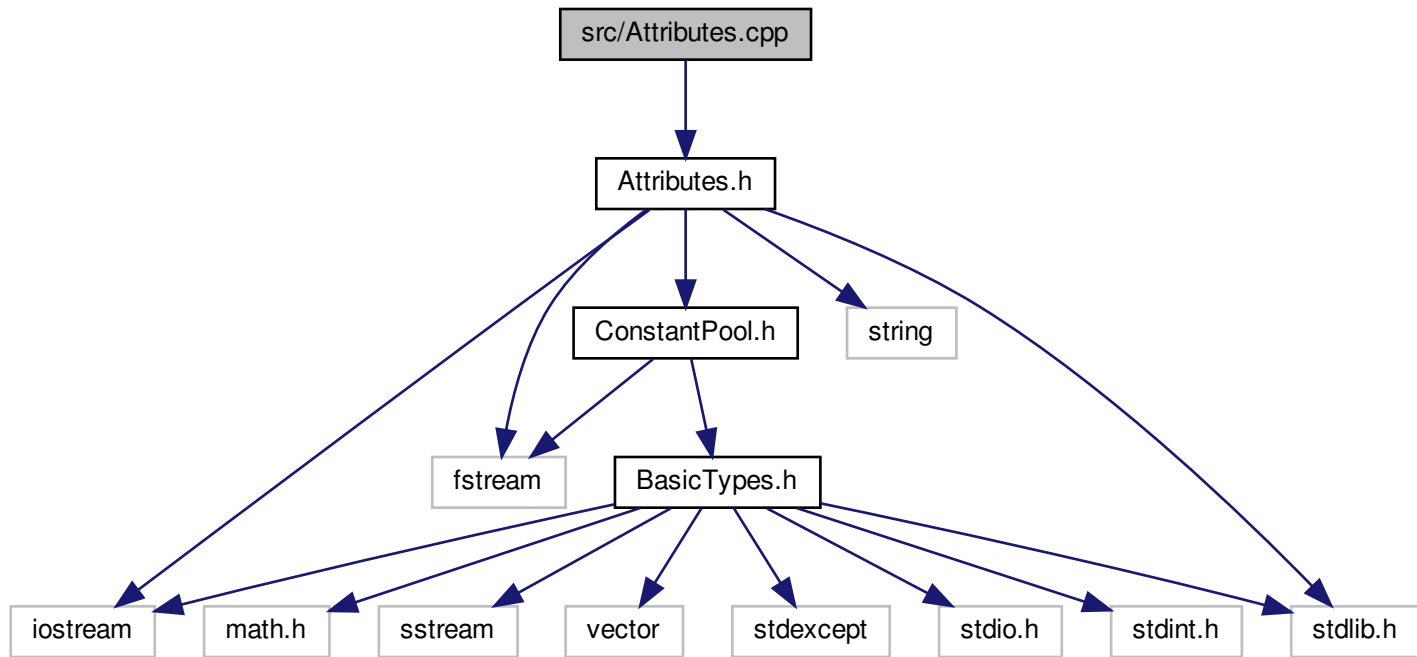 src/Attributes.cpp
Attributes.h
ConstantPool.h
string
fstream
BasicTypes.h
iostream
math.h
sstream
vector
stdexcept
stdio.h
stdint.h
stdlib.h